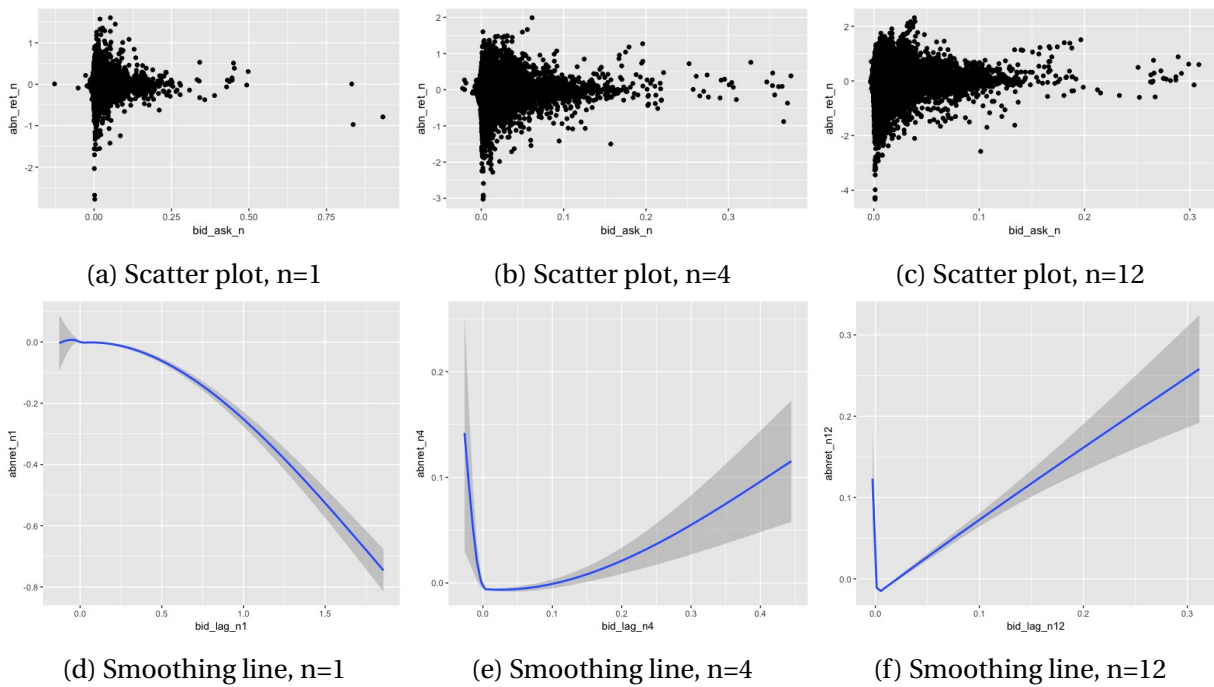 abn_ret_n
1
0
-1
-2
0.00
0.25
0.50
0.75
bid_ask_n
(a) Scatter plot, n=1
abn_ret_n
2
1
0
-1
-2
-3
0.0
0.1
0.2
0.3
bid_ask_n
(b) Scatter plot, n=4
abn_ret_n
2
0
-2
-4
0.0
0.1
0.2
0.3
bid_ask_n
(c) Scatter plot, n=12
abnret_n1
0.0
-0.2
-0.4
-0.6
-0.8
0.0
0.5
1.0
1.5
bid_lag_n1
(d) Smoothing line, n=1
abnret_n4
0.2
0.1
0.0
0.0
0.1
0.2
0.3
0.4
bid_lag_n4
(e) Smoothing line, n=4
abnret_n12
0.3
0.2
0.1
0.0
0.0
0.1
0.2
0.3
bid_lag_n12
(f) Smoothing line, n=12